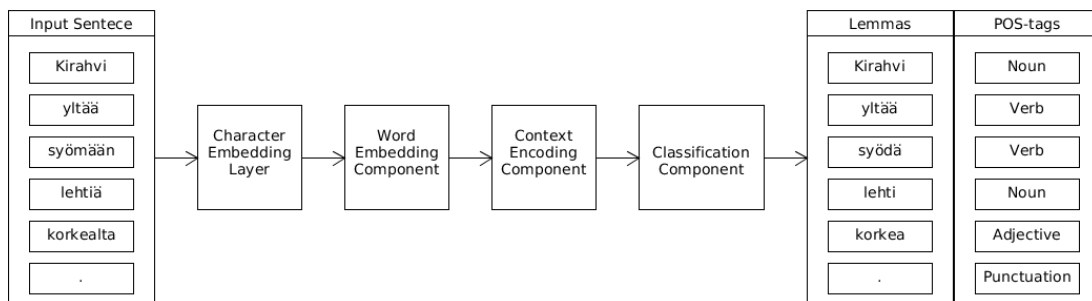 Input Sentece
Kirahvi
yltää
syömään
lehtiä
korkealta
.
Character
Embedding
Layer
Word
Embedding
Component
Context
Encoding
Component
Classification
Component
Lemmas
Kirahvi
yltää
syödä
lehti
korkea
.
POS-tags
Noun
Verb
Verb
Noun
Adjective
Punctuation